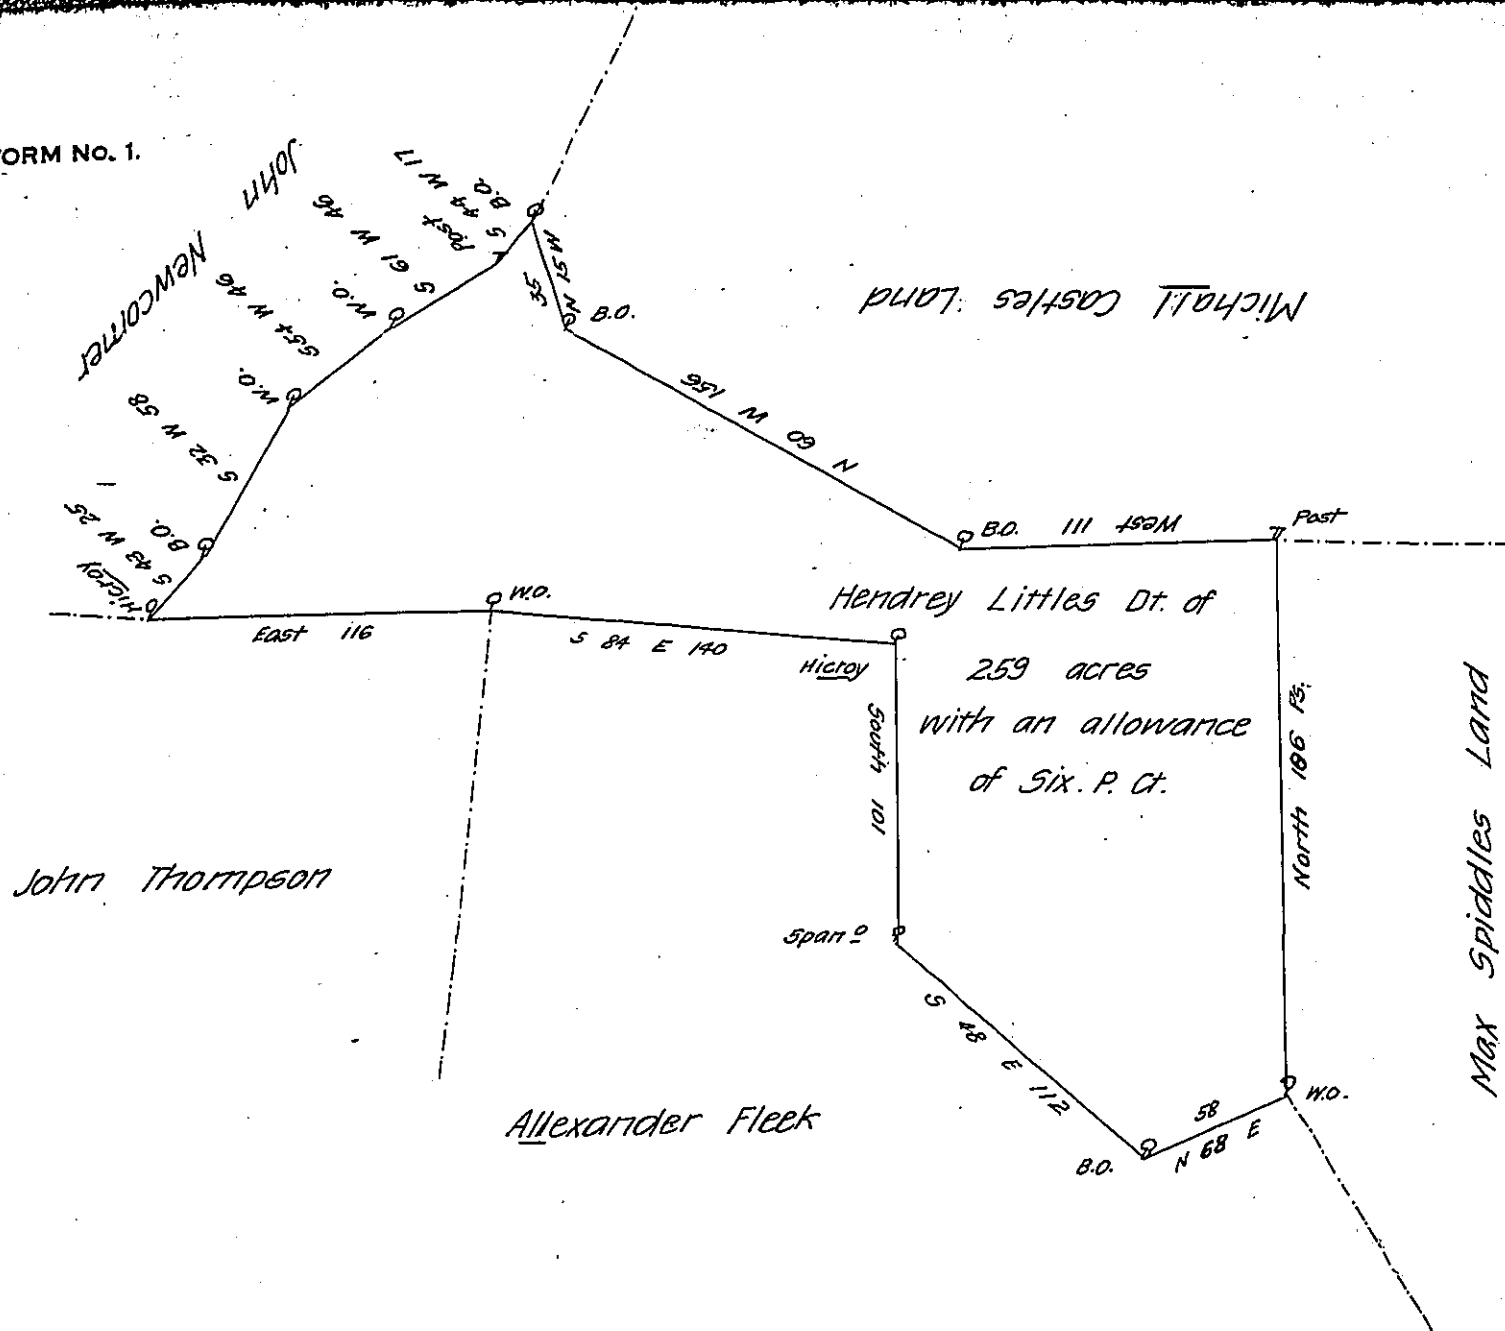 FORM No. 1.
John Newcomer
S 44 W 17
B.O.
Post
S 61 W 46
W.O.
S54 W 46
W.O.
S 32 W 58
B.O.
S 43 W 25
Hicroy
N 15 W
55
B.O.
Michall Castles Land
N 60 W 156
B.O.
West 111
Post
East 116
W.O.
S 84 E 140
Hicroy
Hendrey Littles Dt. of
259 acres
with an allowance
of Six. P. Ct.
South 101
North 186 Ps.
Max Spiddles Land
John Thompson
Span o
S 48 E 112
Allexander Fleek
B.O.
58
N 68 E
W.O.